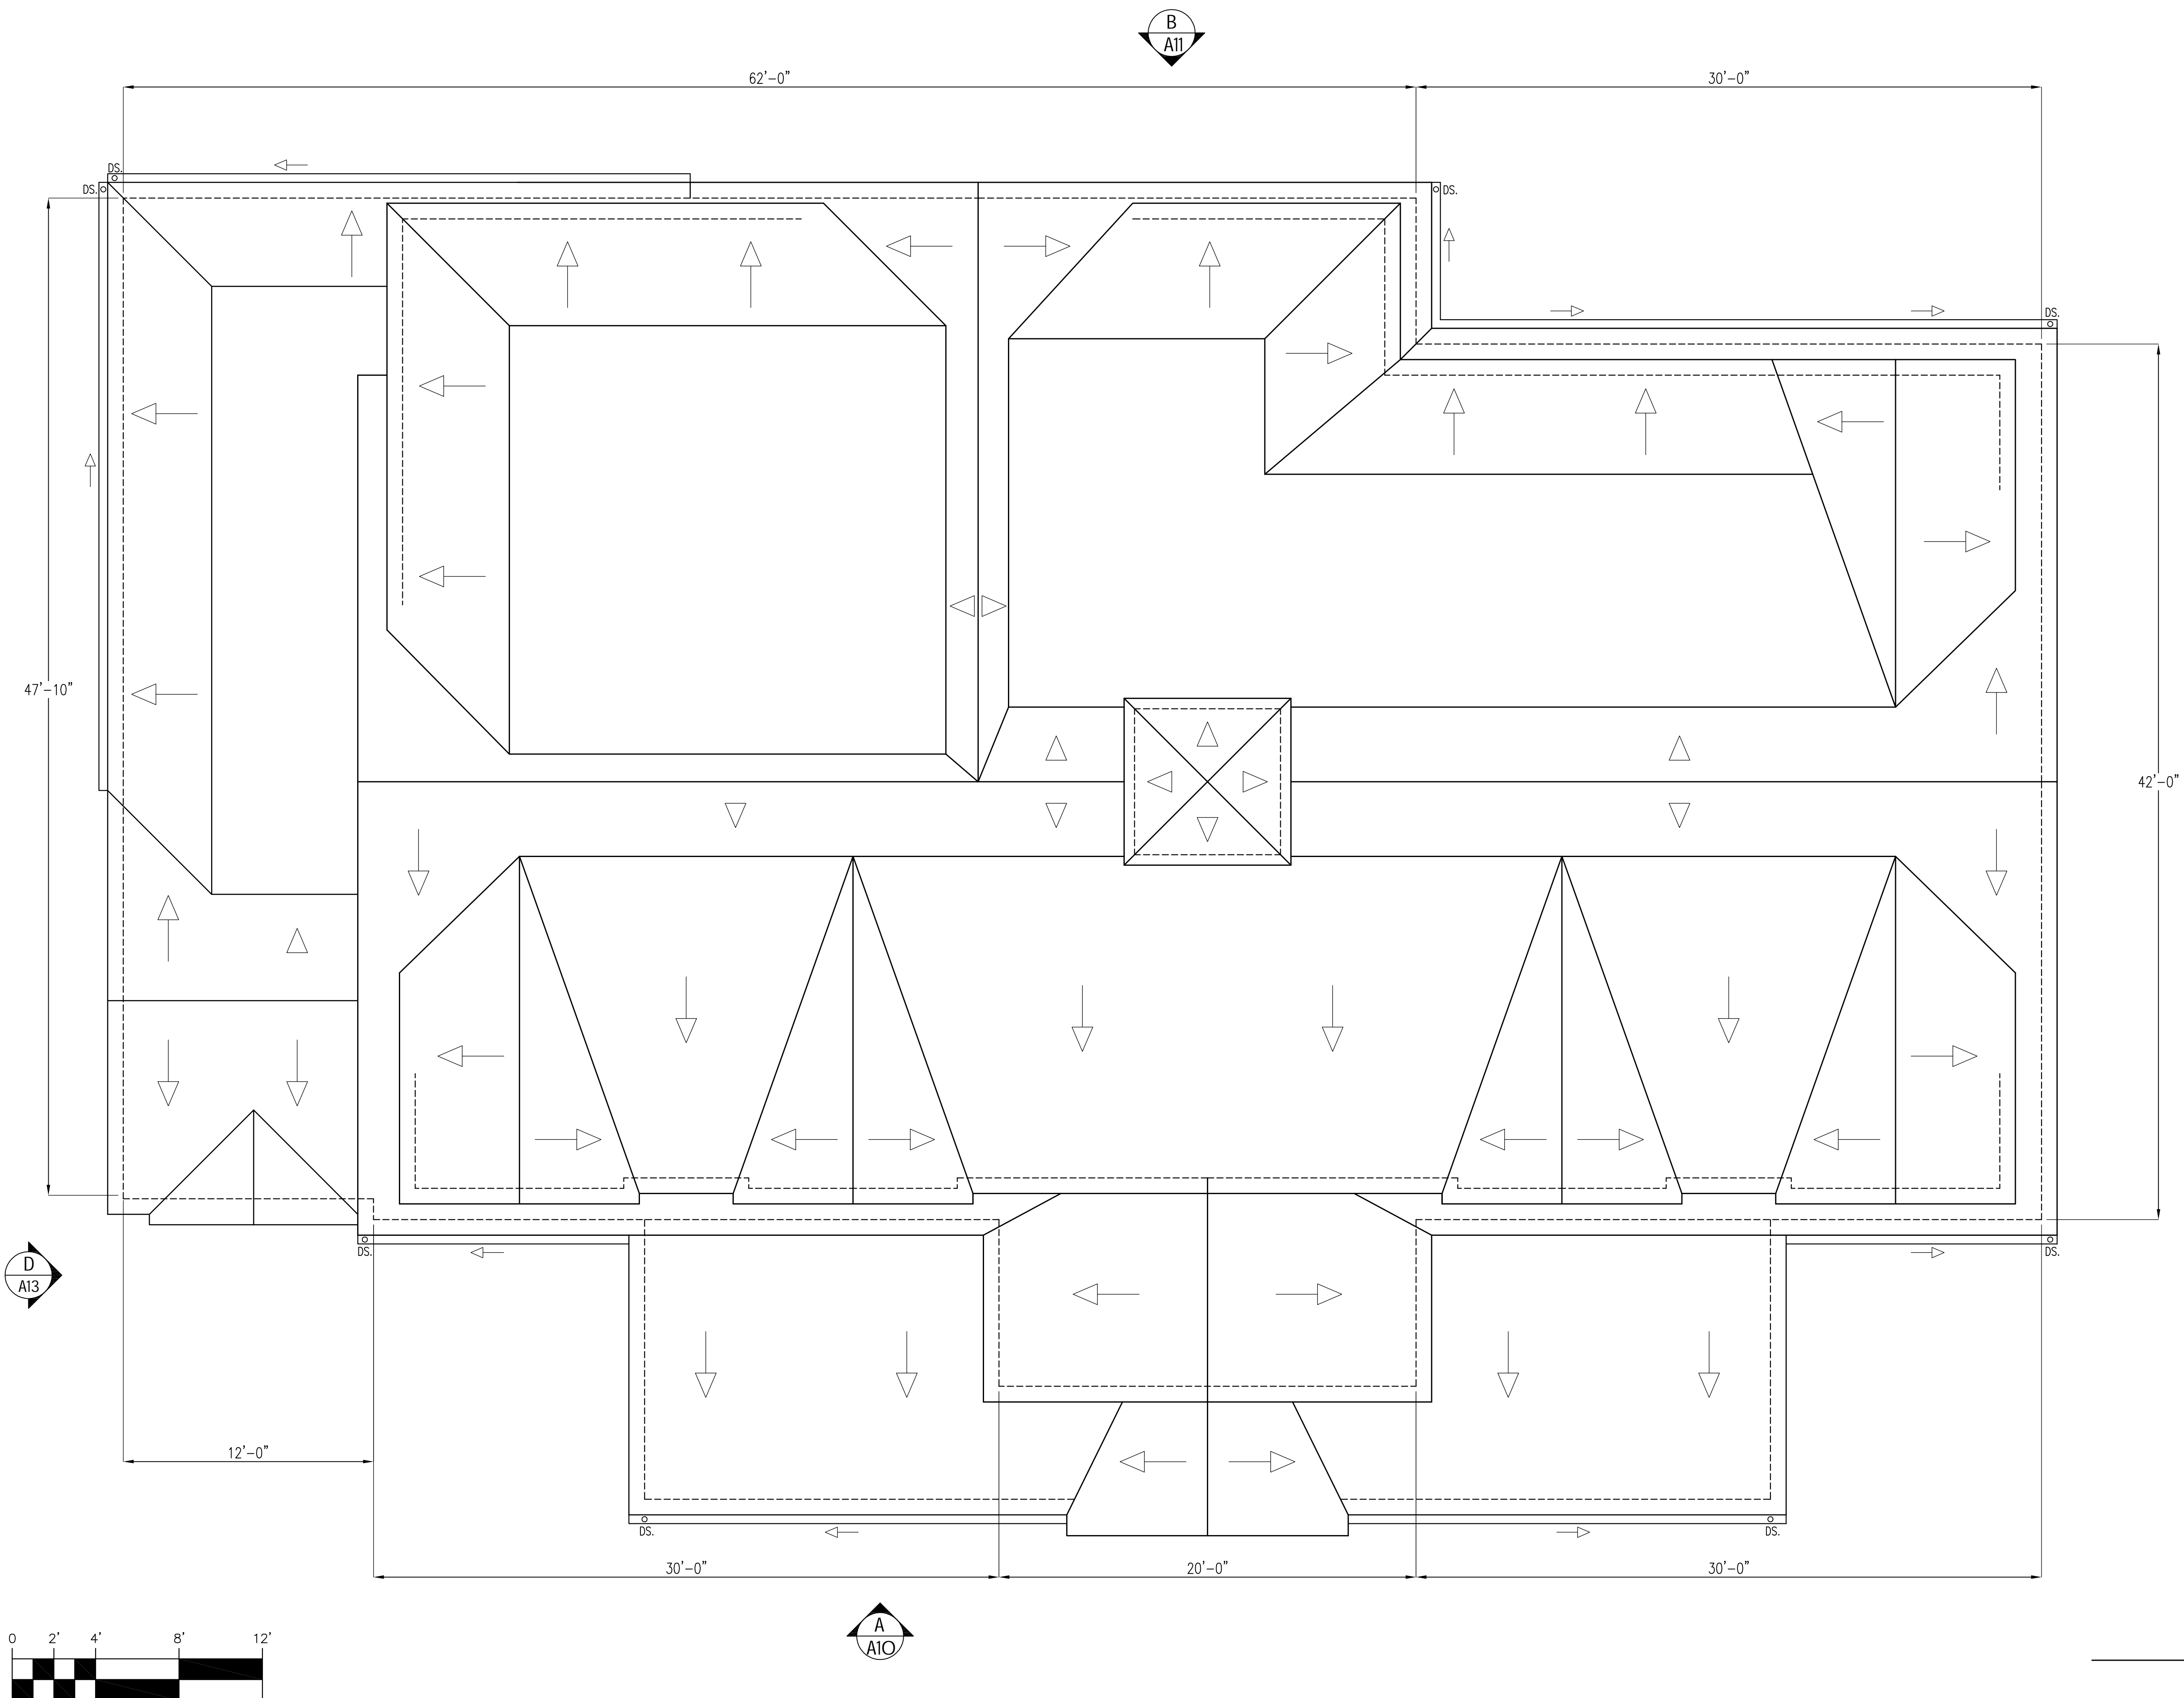 B
A11
62'-0"
30'-0"
DS.
DS.
DS.
DS.
47'-10"
42'-0"
DS.
DS.
D
A13
12'-0"
DS.
DS.
30'-0"
20'-0"
30'-0"
A
A10
0 2' 4' 8' 12'